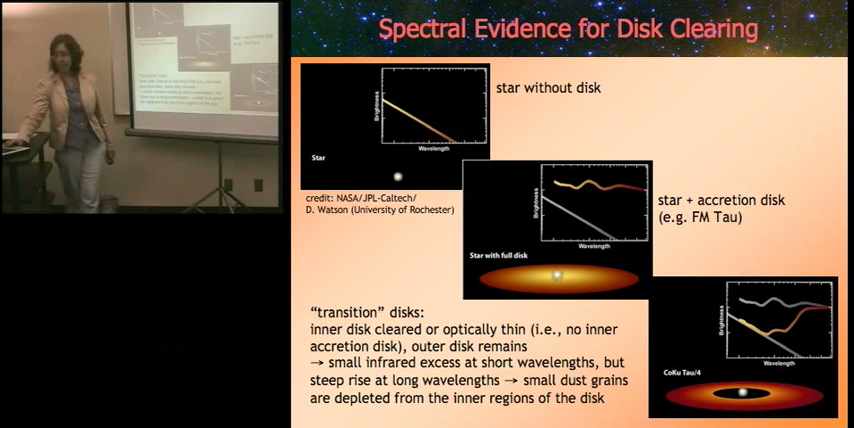 Spectral Evidence for Disk Clearing
Brightness
Wavelength
Star
star without disk
credit: NASA/JPL-Caltech/
D. Watson (University of Rochester)
Brightness
Wavelength
Star with full disk
star + accretion disk
(e.g. FM Tau)
Brightness
Wavelength
CoKu Tau/4
“transition” disks:
inner disk cleared or optically thin (i.e., no inner
accretion disk), outer disk remains
→ small infrared excess at short wavelengths, but
steep rise at long wavelengths → small dust grains
are depleted from the inner regions of the disk